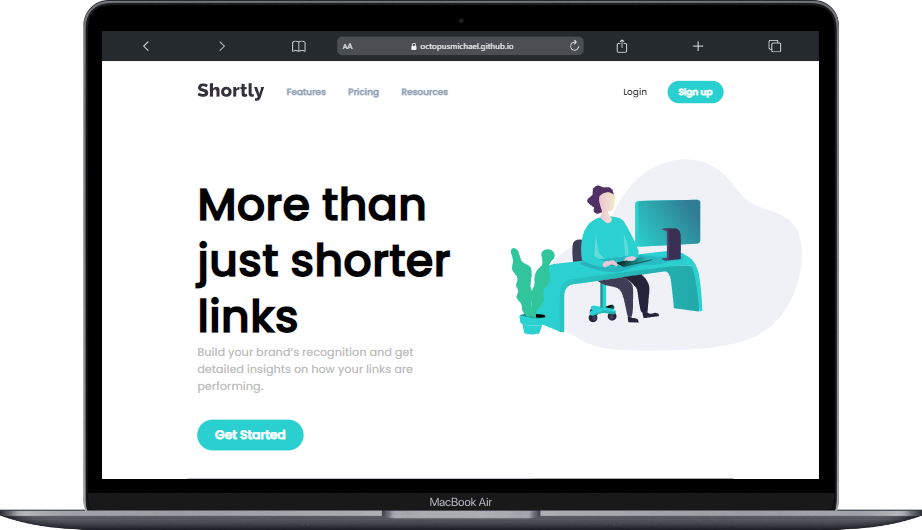 AA octopusmichael.github.io
Shortly Features Pricing Resources Login Sign up
More than
just shorter
links
Build your brand’s recognition and get
detailed insights on how your links are
performing.
Get Started
MacBook Air